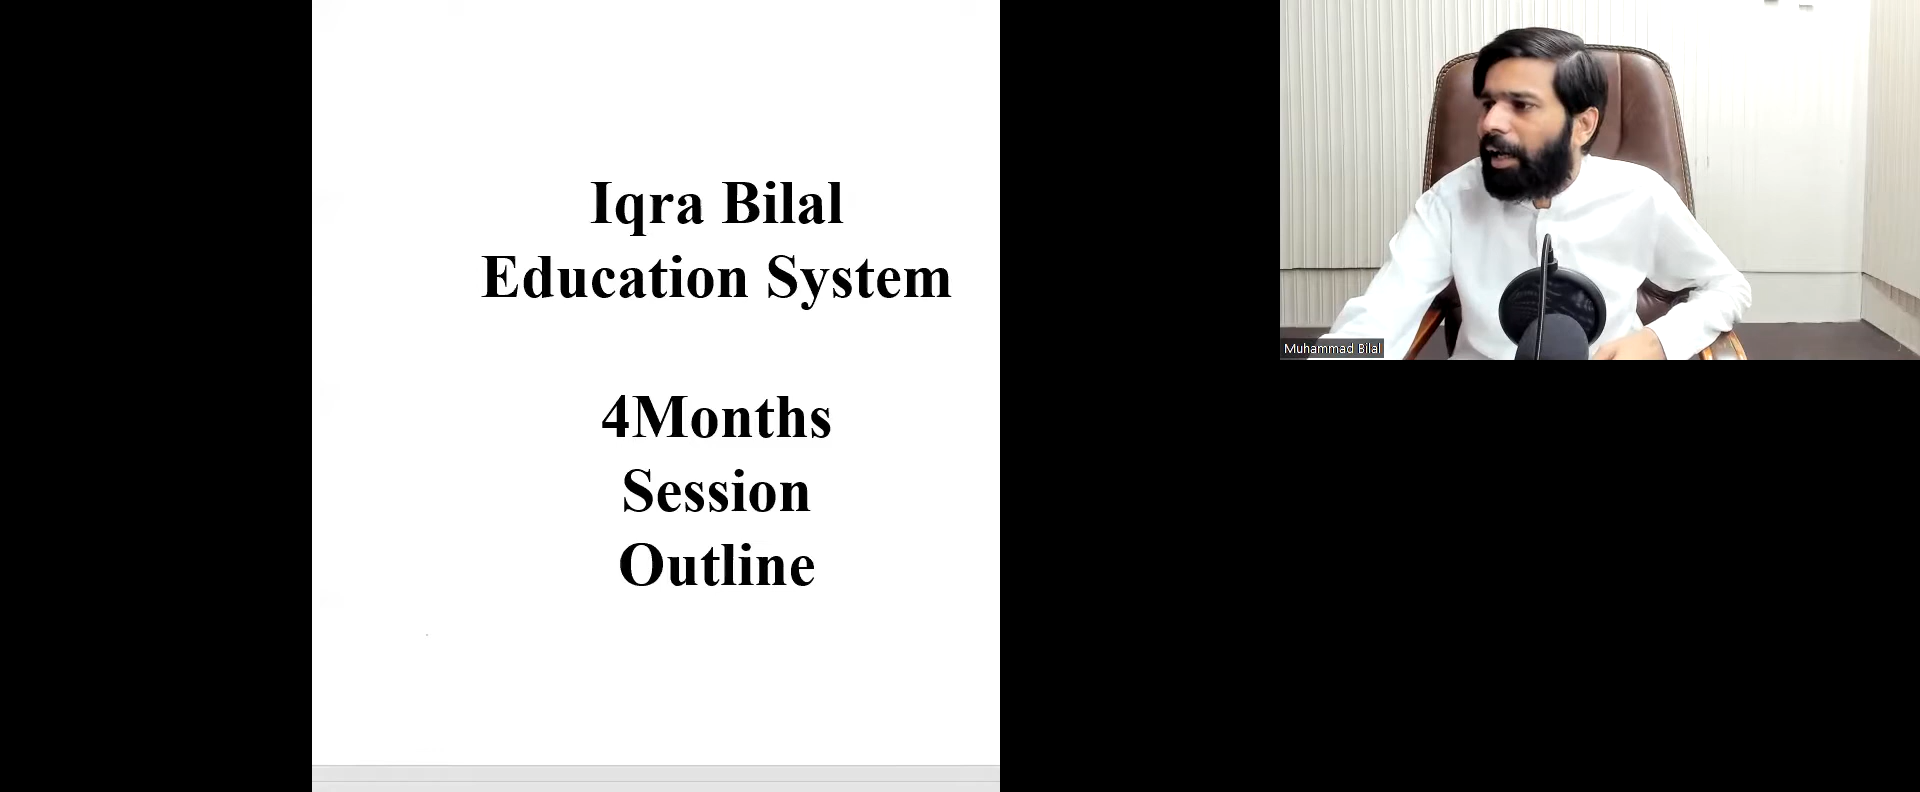 Iqra Bilal
Education System
4Months
Session
Outline
Muhammad Bilal